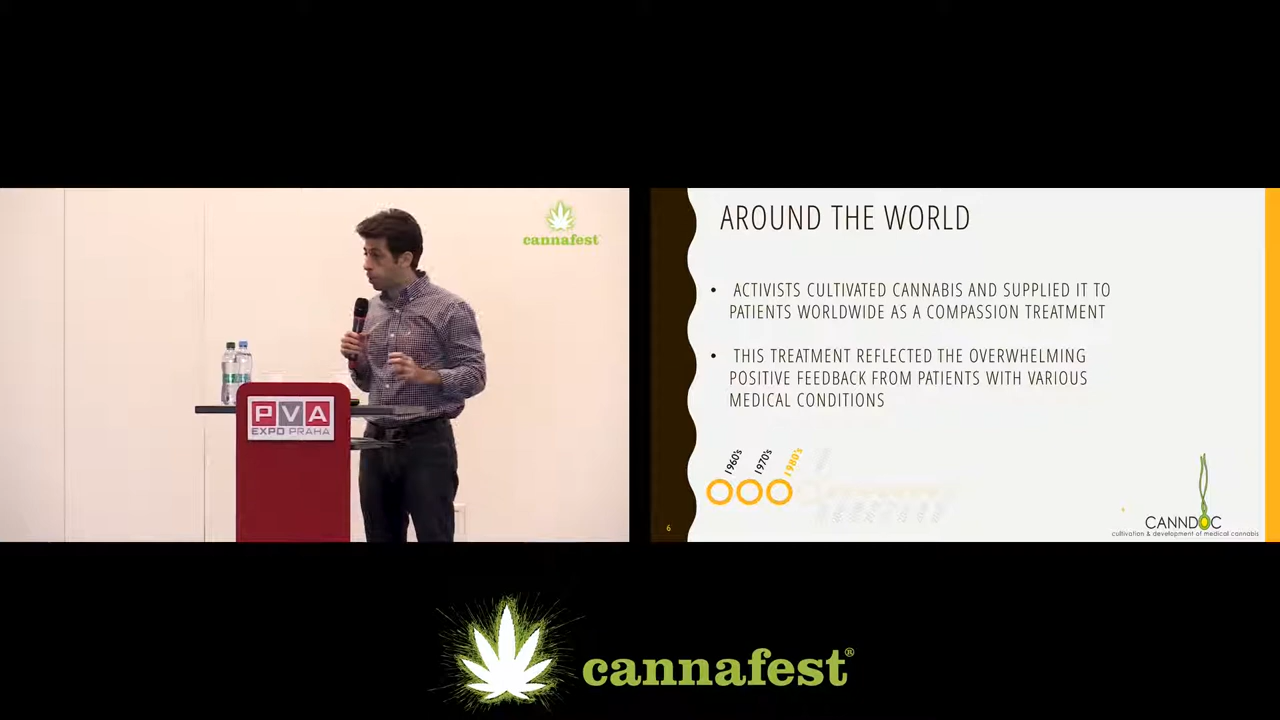 cannafest
PVA
EXPO PRAHA
AROUND THE WORLD
• ACTIVISTS CULTIVATED CANNABIS AND SUPPLIED IT TO
PATIENTS WORLDWIDE AS A COMPASSION TREATMENT
• THIS TREATMENT REFLECTED THE OVERWHELMING
POSITIVE FEEDBACK FROM PATIENTS WITH VARIOUS
MEDICAL CONDITIONS
1960's
1970's
1980's
6
CANNDOC
cultivation & development of medical cannabis
cannafest®